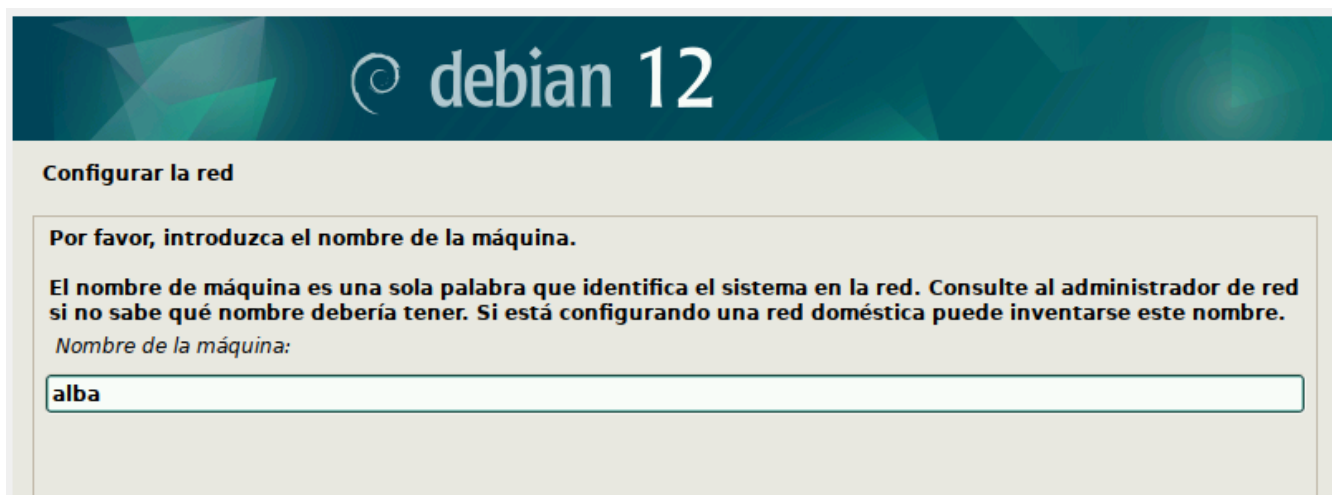 debian 12
Configurar la red
Por favor, introduzca el nombre de la máquina.
El nombre de máquina es una sola palabra que identifica el sistema en la red. Consulte al administrador de red
si no sabe qué nombre debería tener. Si está configurando una red doméstica puede inventarse este nombre.
Nombre de la máquina:
alba